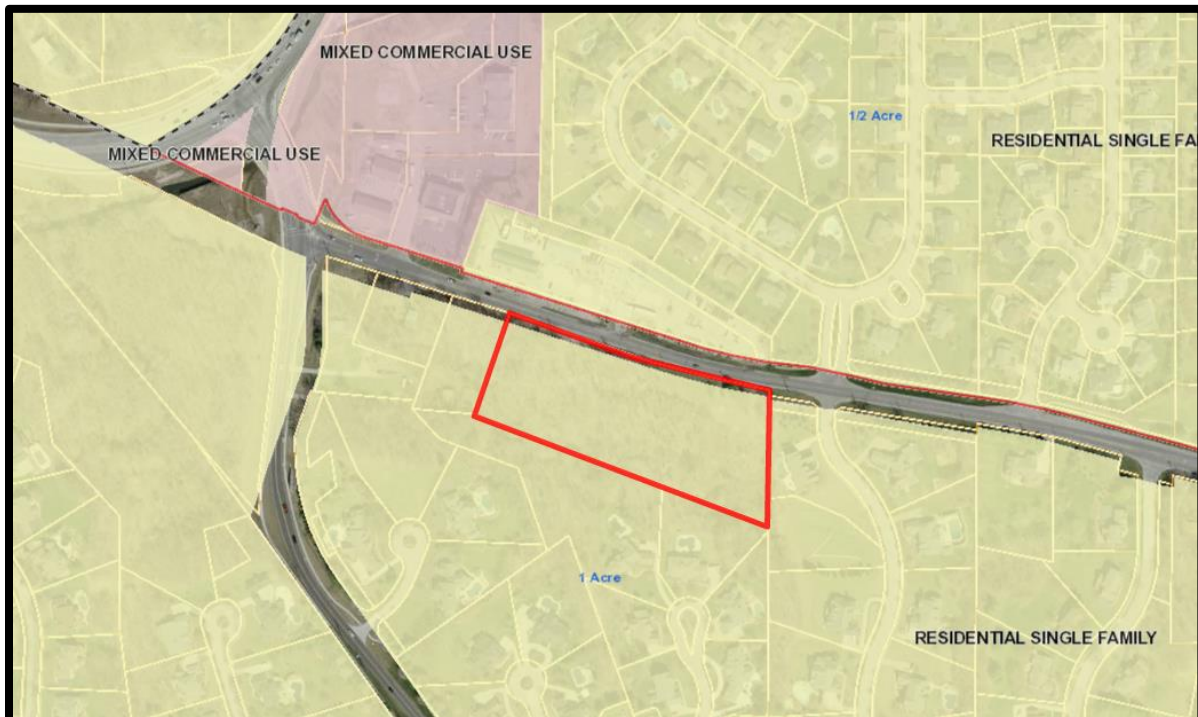 MIXED COMMERCIAL USE
1/2 Acre
RESIDENTIAL SINGLE FA
MIXED COMMERCIAL USE
1 Acre
RESIDENTIAL SINGLE FAMILY